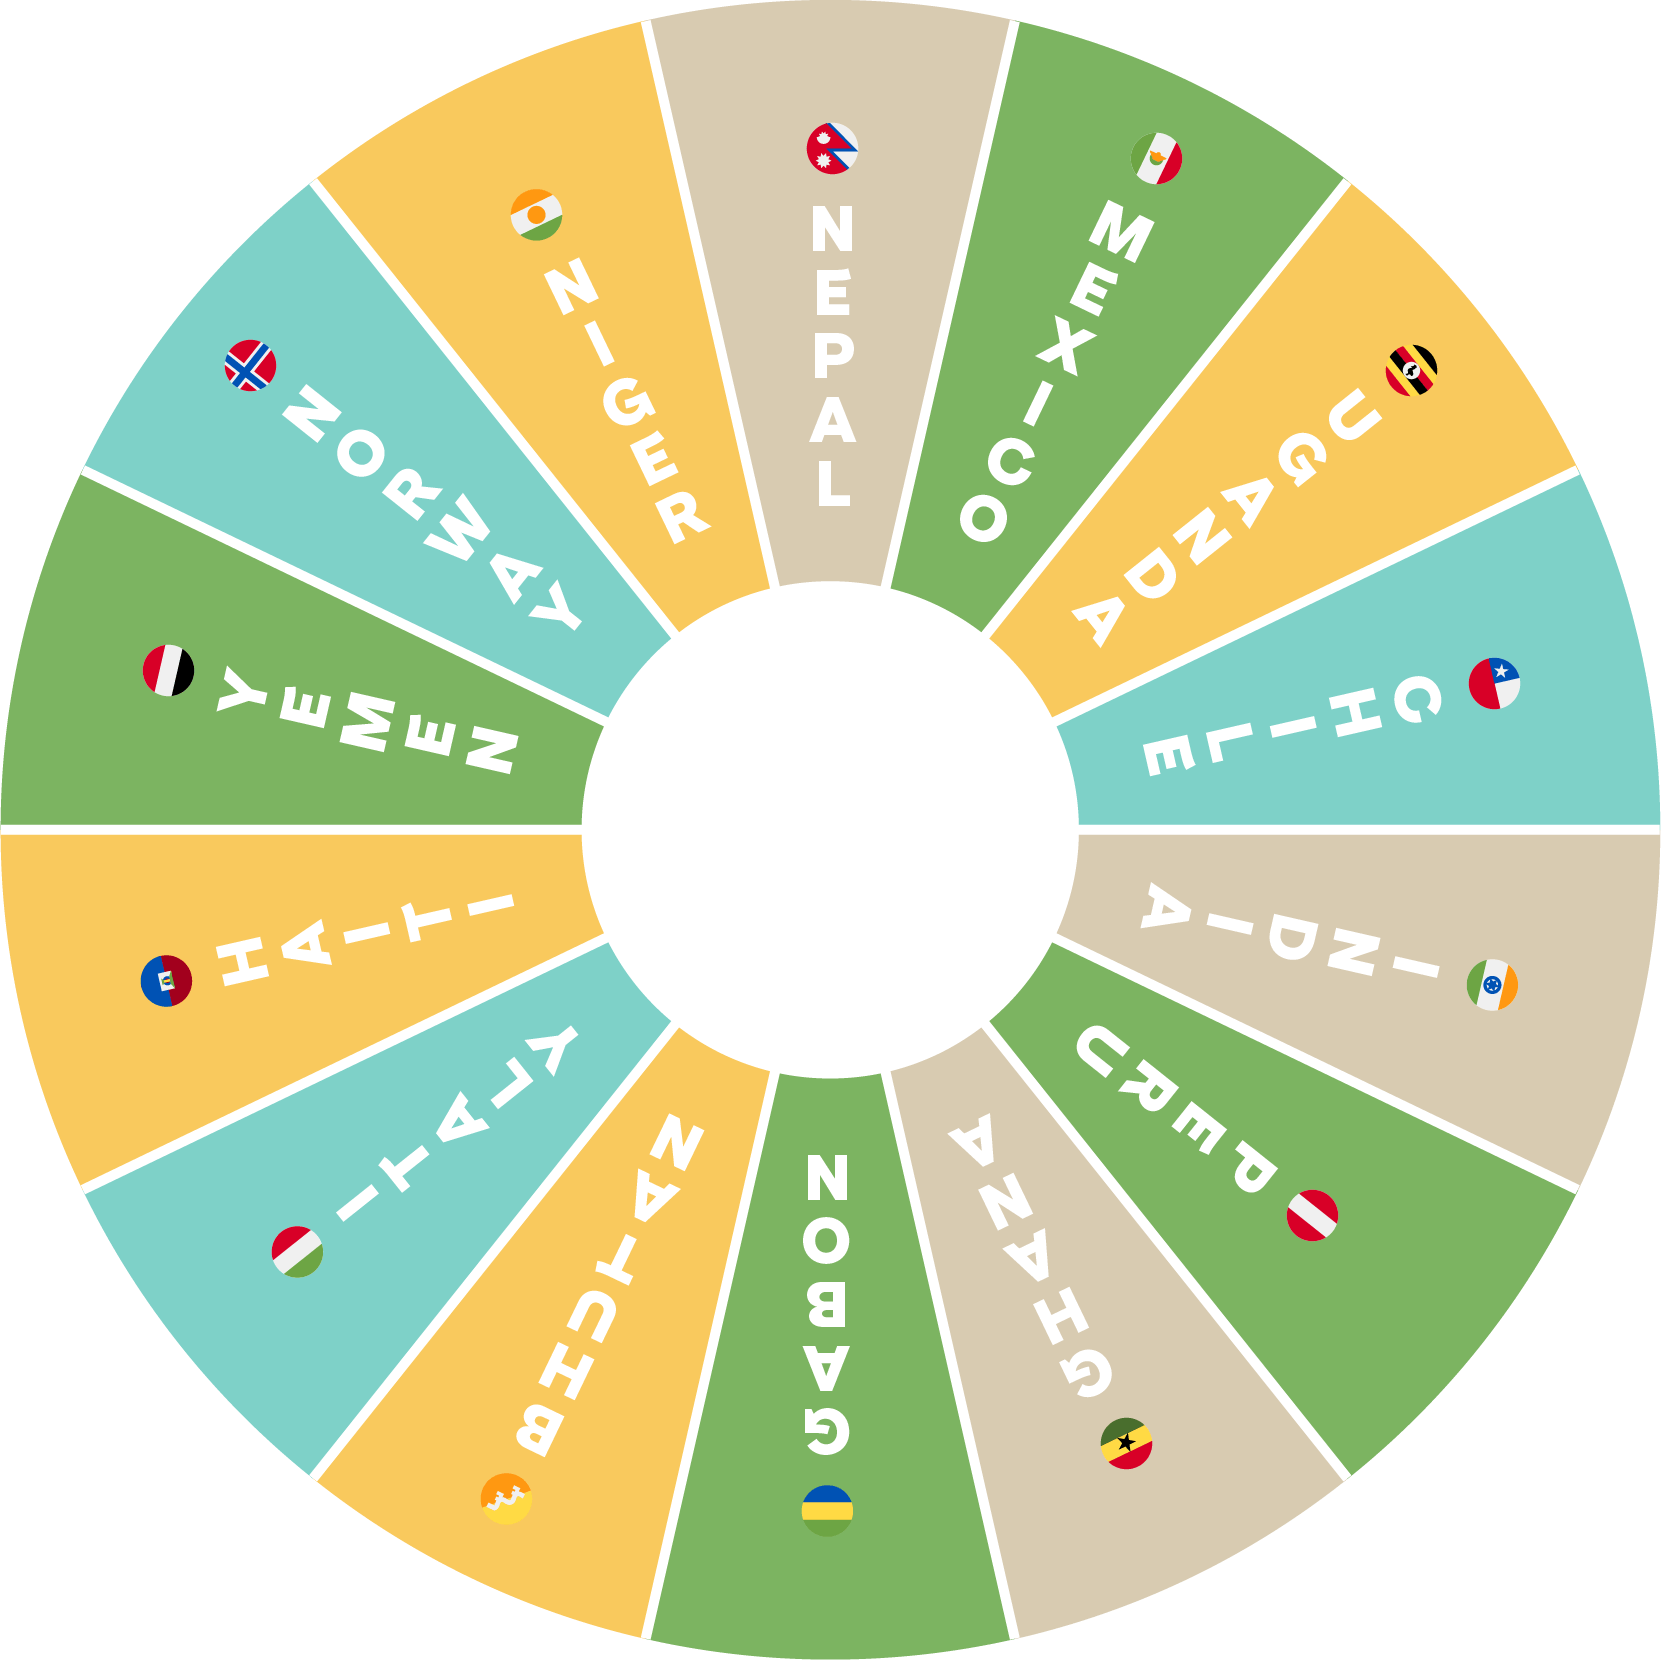 NEPAL
MEXICO
UGANDA
CHILE
INDIA
PERU
GHANA
GABON
BHUTAN
ITALY
HAITI
YEMEN
NORWAY
NIGER